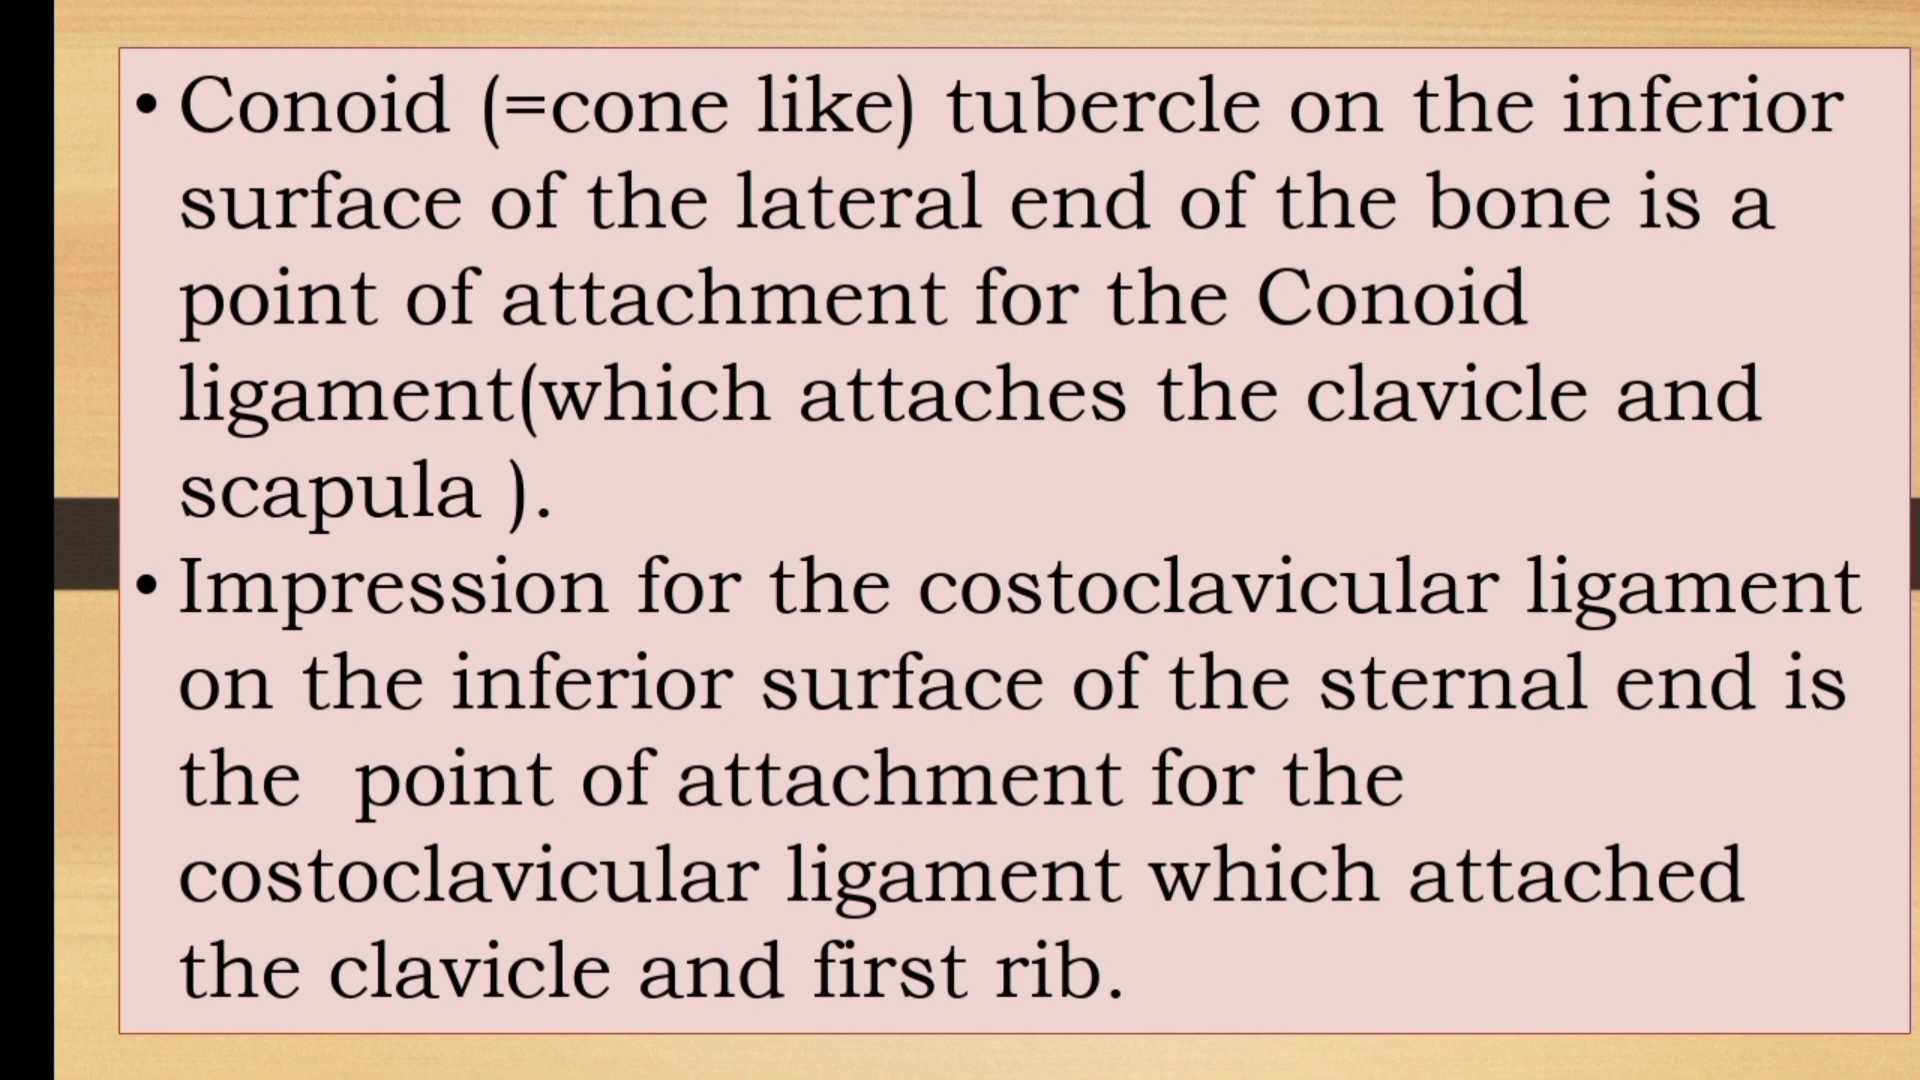 • Conoid (=cone like) tubercle on the inferior
surface of the lateral end of the bone is a
point of attachment for the Conoid
ligament(which attaches the clavicle and
scapula ).
• Impression for the costoclavicular ligament
on the inferior surface of the sternal end is
the  point of attachment for the
costoclavicular ligament which attached
the clavicle and first rib.